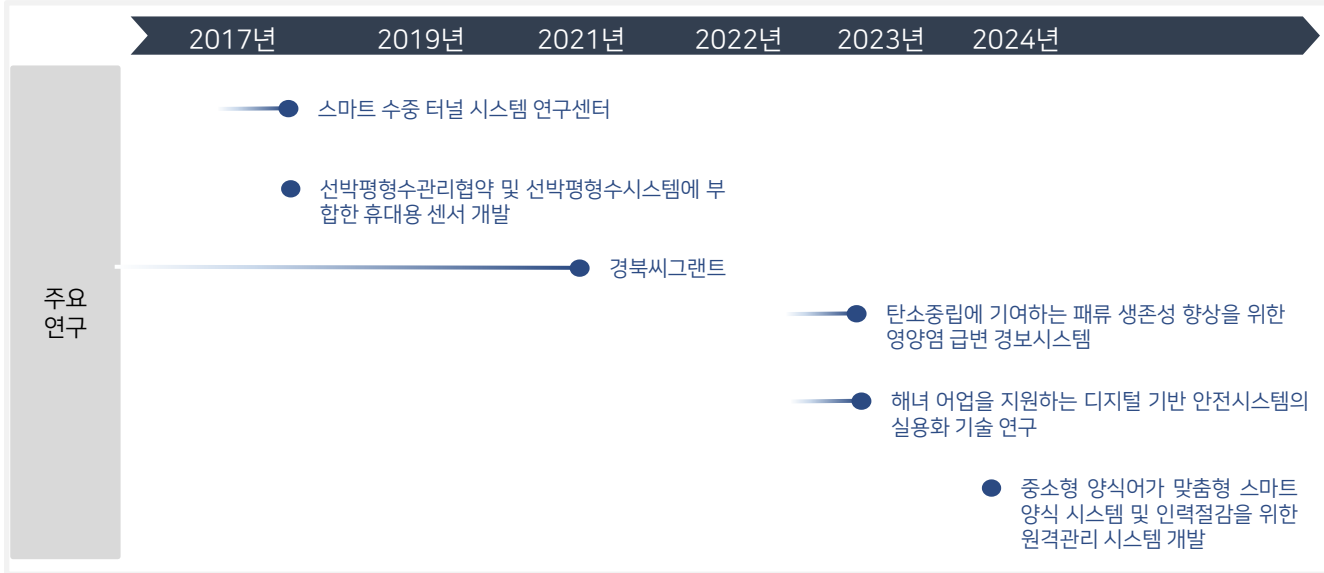 2017년 2019년 2021년 2022년 2023년 2024년
주요
연구
스마트 수중 터널 시스템 연구센터
선박평형수관리협약 및 선박평형수시스템에 부
합한 휴대용 센서 개발
경북씨그랜트
탄소중립에 기여하는 패류 생존성 향상을 위한
영양염 급변 경보시스템
해녀 어업을 지원하는 디지털 기반 안전시스템의
실용화 기술 연구
중소형 양식어가 맞춤형 스마트
양식 시스템 및 인력절감을 위한
원격관리 시스템 개발